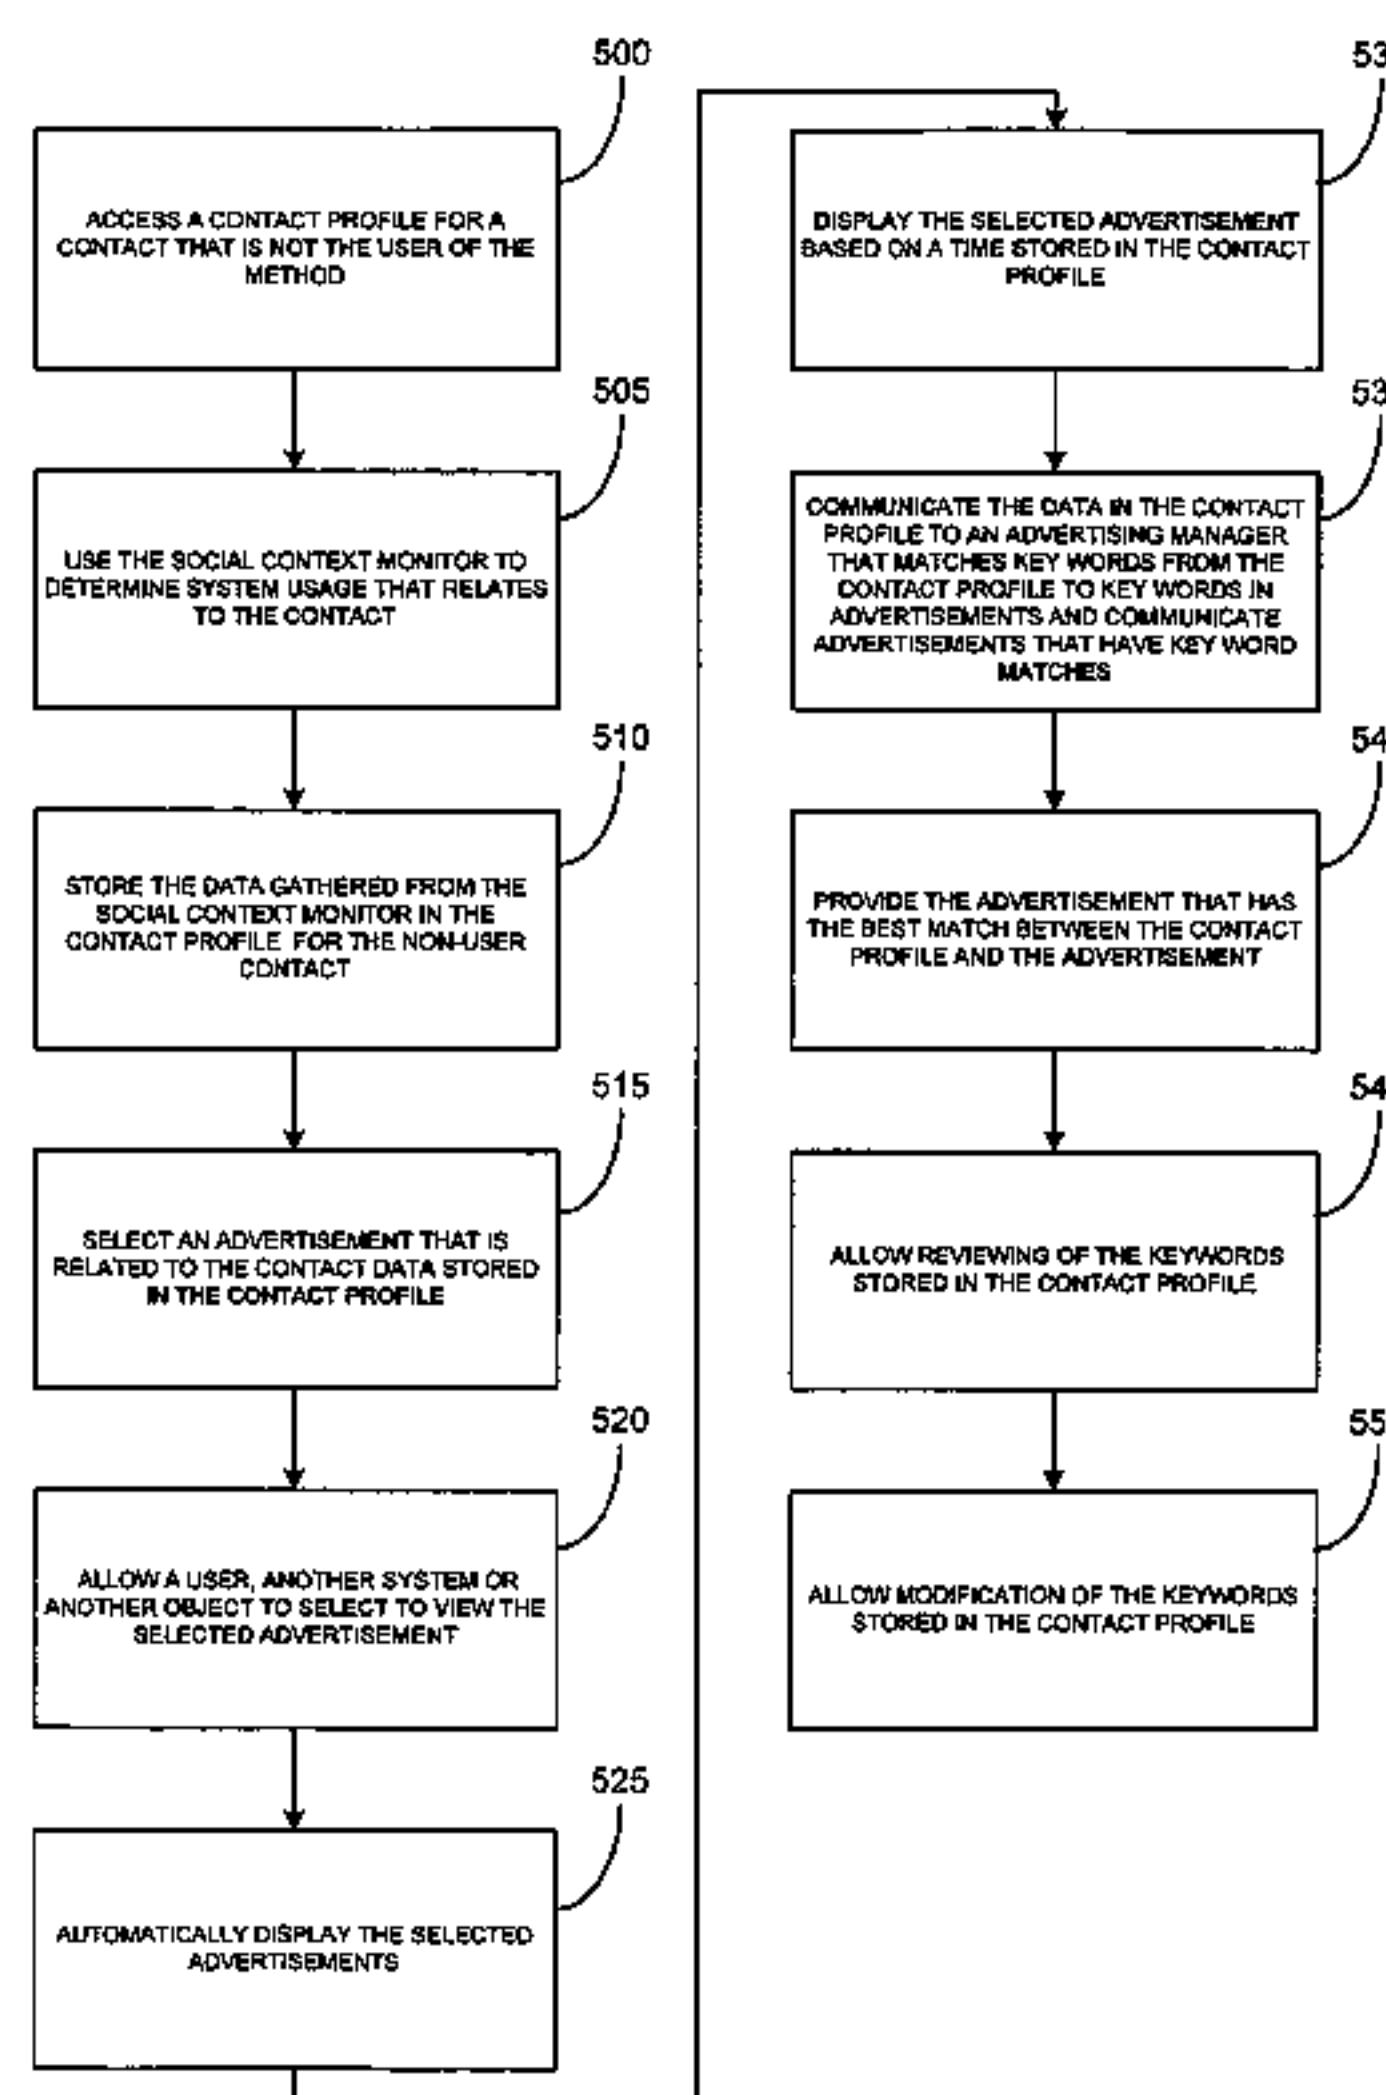 500
ACCESS A CONTACT PROFILE FOR A
CONTACT THAT IS NOT THE USER OF THE
METHOD
505
USE THE SOCIAL CONTEXT MONITOR TO
DETERMINE SYSTEM USAGE THAT RELATES
TO THE CONTACT
510
STORE THE DATA GATHERED FROM THE
SOCIAL CONTEXT MONITOR IN THE
CONTACT PROFILE FOR THE NON-USER
CONTACT
515
SELECT AN ADVERTISEMENT THAT IS
RELATED TO THE CONTACT DATA STORED
IN THE CONTACT PROFILE
520
ALLOW A USER, ANOTHER SYSTEM OR
ANOTHER OBJECT TO SELECT TO VIEW THE
SELECTED ADVERTISEMENT
525
AUTOMATICALLY DISPLAY THE SELECTED
ADVERTISEMENTS
53
DISPLAY THE SELECTED ADVERTISEMENT
BASED ON A TIME STORED IN THE CONTACT
PROFILE
53
COMMUNICATE THE DATA IN THE CONTACT
PROFILE TO AN ADVERTISING MANAGER
THAT MATCHES KEY WORDS FROM THE
CONTACT PROFILE TO KEY WORDS IN
ADVERTISEMENTS AND COMMUNICATE
ADVERTISEMENTS THAT HAVE KEY WORD
MATCHES
54
PROVIDE THE ADVERTISEMENT THAT HAS
THE BEST MATCH BETWEEN THE CONTACT
PROFILE AND THE ADVERTISEMENT
54
ALLOW REVIEWING OF THE KEYWORDS
STORED IN THE CONTACT PROFILE
55
ALLOW MODIFICATION OF THE KEYWORDS
STORED IN THE CONTACT PROFILE